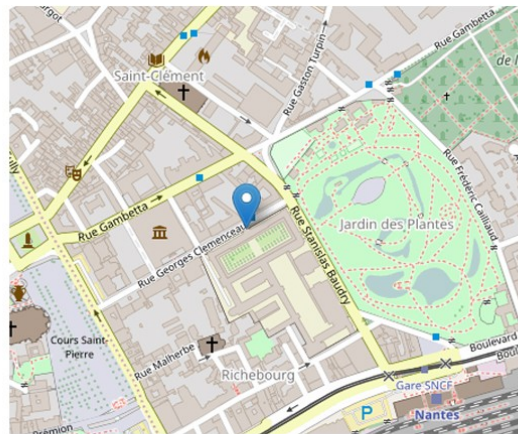 Rue Gambetta
Rue Gaston Turpin
Saint-Clément
Rue Frédéric Cailliaud
Rue Gambetta
Jardin des Plantes
Rue Georges Clemenceau
Rue Stanislas Baudry
Cours Saint-
Pierre
Rue Malherbe
Richebourg
Boulevard
Gare SNCF
P
Nantes